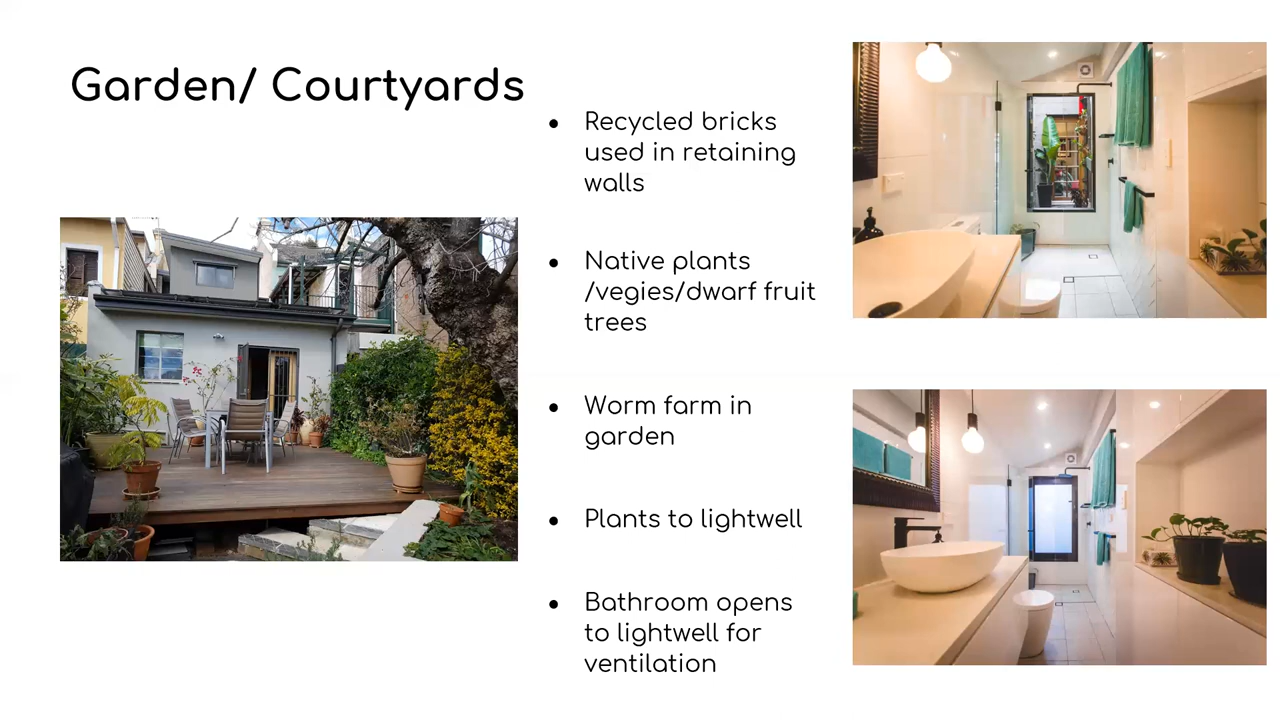 Garden/ Courtyards
• Recycled bricks
used in retaining
walls
• Native plants
/vegies/dwarf fruit
trees
• Worm farm in
garden
• Plants to lightwell
• Bathroom opens
to lightwell for
ventilation